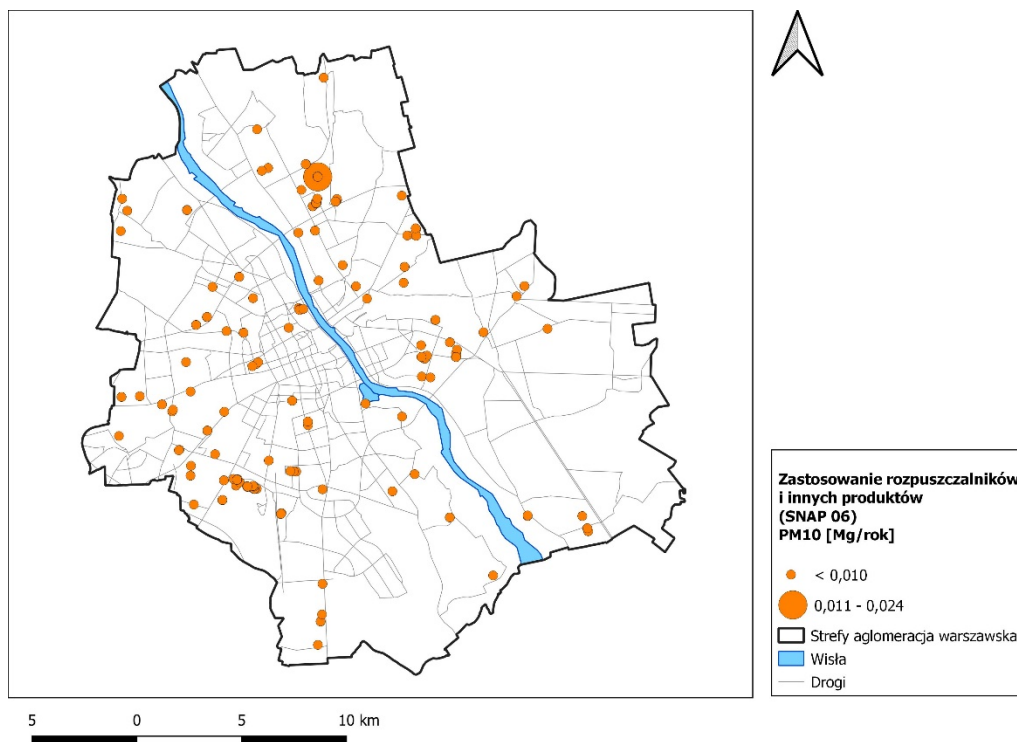 Zastosowanie rozpuszczalników
i innych produktów
(SNAP 06)
PM10 [Mg/rok]
< 0,010
0,011 - 0,024
Strefy aglomeracja warszawska
Wisła
Drogi
5 0 5 10 km